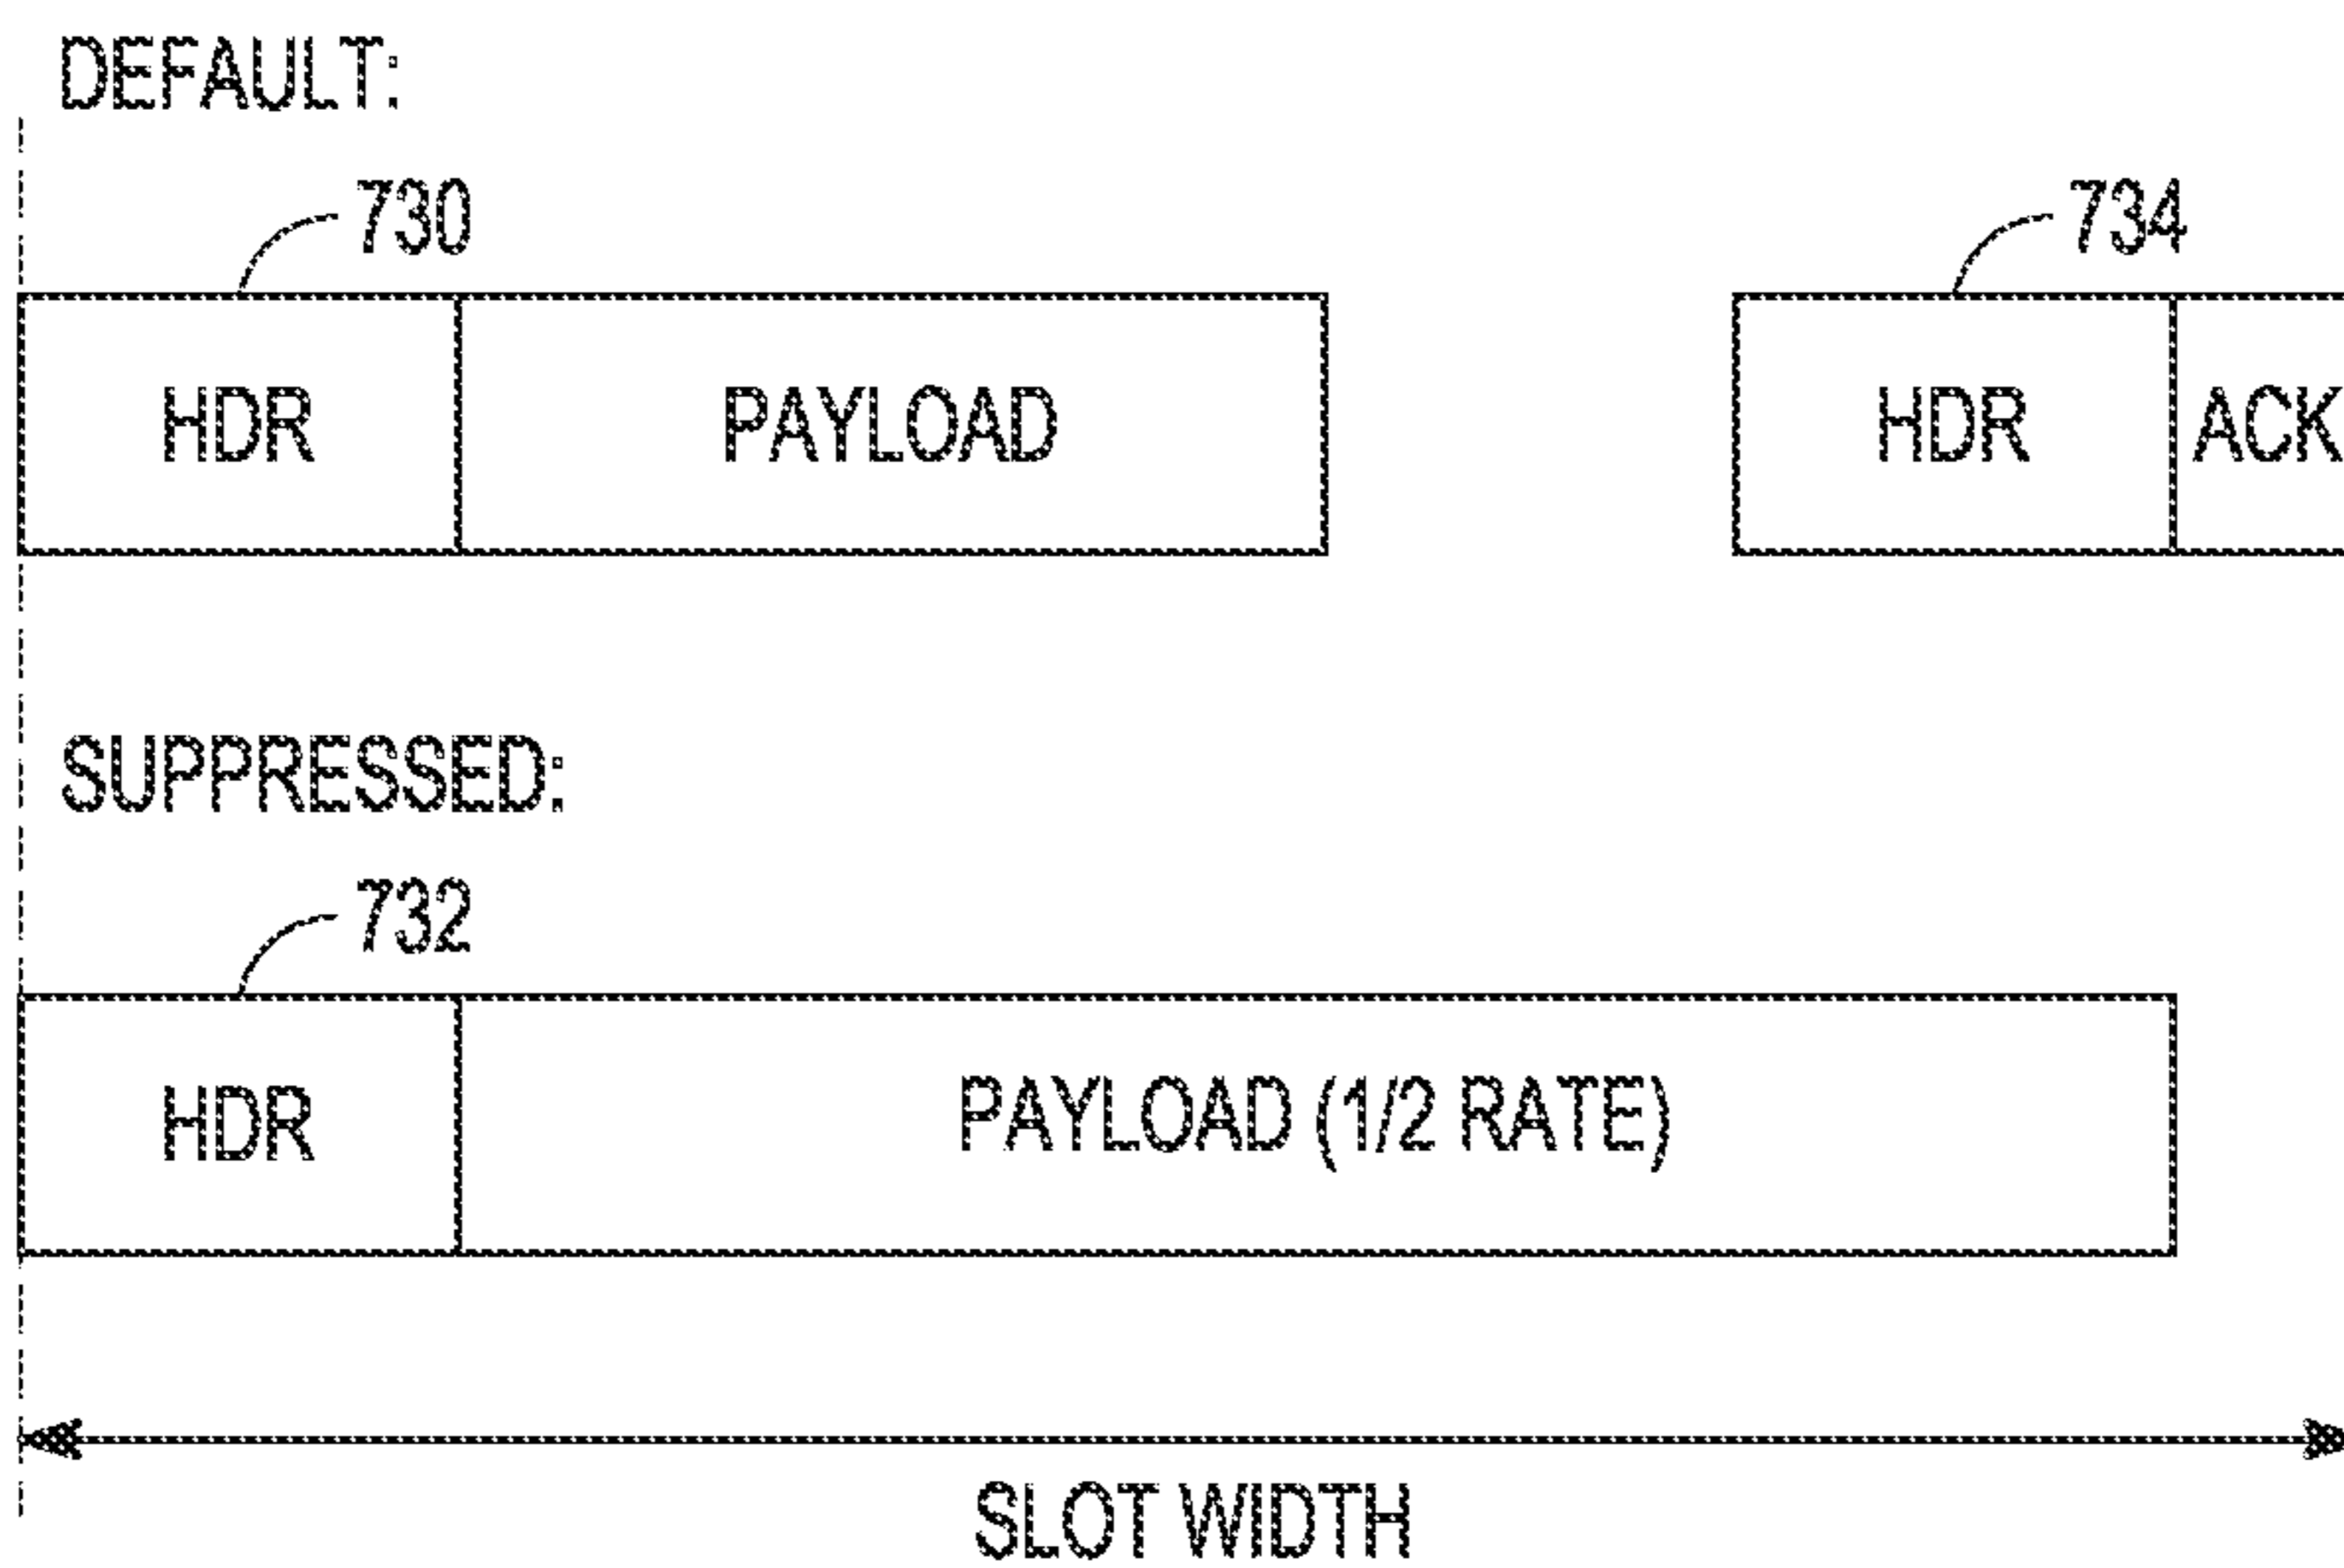 DEFAULT:
730
734
HDR PAYLOAD HDR ACK
SUPPRESSED:
732
HDR PAYLOAD (1/2 RATE)
SLOT WIDTH